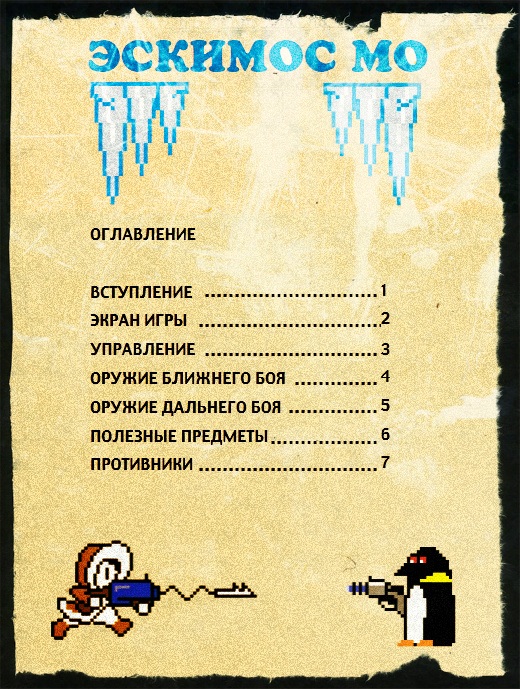 ЭСКИМОС МО
ОГЛАВЛЕНИЕ
ВСТУПЛЕНИЕ ..............................1
ЭКРАН ИГРЫ ..............................2
УПРАВЛЕНИЕ ..............................3
ОРУЖИЕ БЛИЖНЕГО БОЯ ...............4
ОРУЖИЕ ДАЛЬНЕГО БОЯ ...............5
ПОЛЕЗНЫЕ ПРЕДМЕТЫ..................6
ПРОТИВНИКИ ..............................7